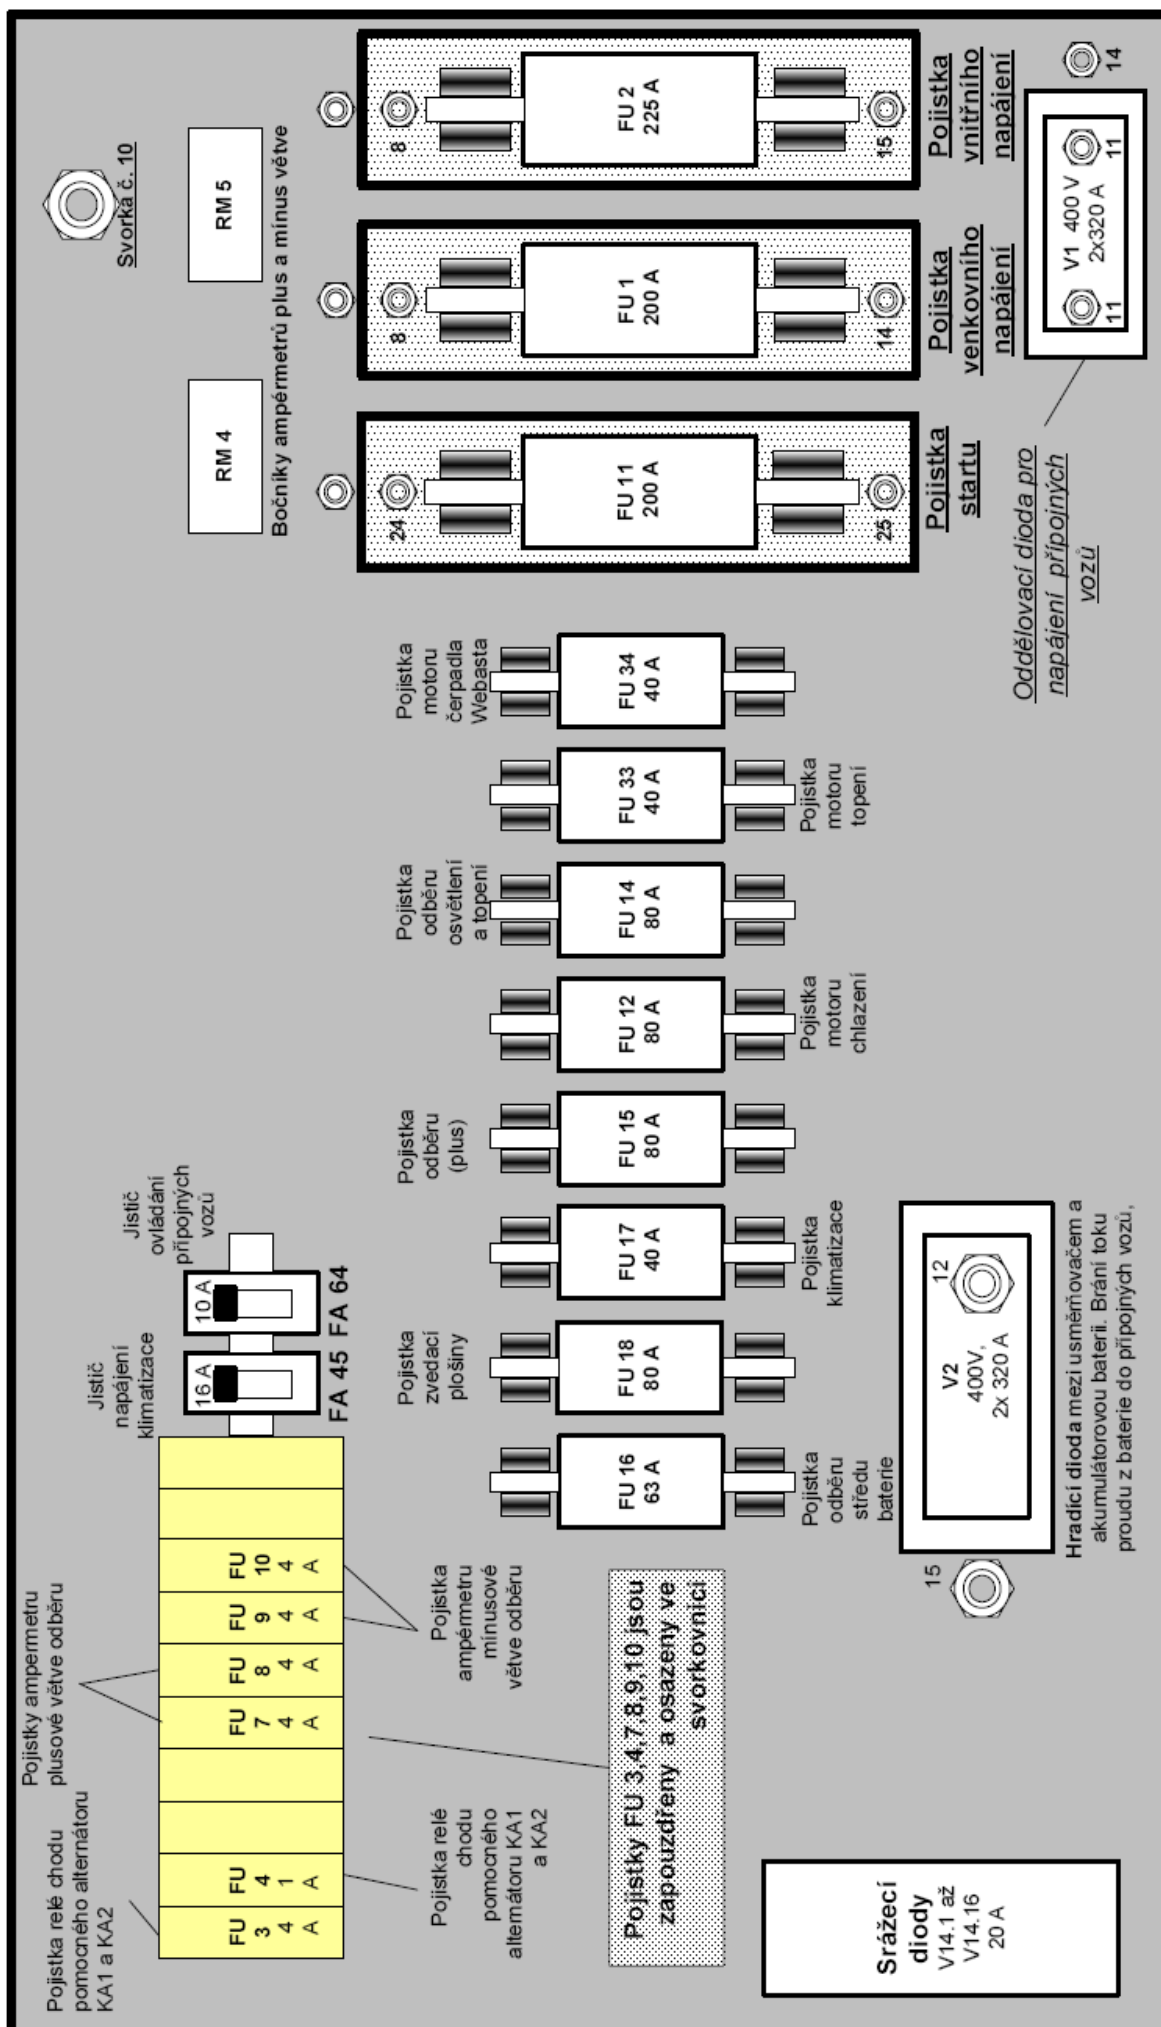 Pojistka relé chodu
pomocného alternátoru
KA1 a KA2
Pojistky ampermetru
plusové větve odběru
Jistič
napájení
klimatizace
Jistič
ovládání
přípojných
vozů
FU
3
4
A
FU
4
1
A
FU
7
4
A
FU
8
4
A
FU
9
4
A
FU
10
4
A
16 A
10 A
FA 45 FA 64
Svorka č. 10
RM 4
RM 5
Bočníky ampérmetrů plus a mínus větve
Pojistka relé
chodu
pomocného
alternátoru KA1
a KA2
Pojistka
ampérmetru
mínusové
větve odběru
Pojistky FU 3,4,7,8,9,10 jsou
zapouzdřeny a osazeny ve
svorkovnici
Pojistka
zvedací
plošiny
Pojistka
odběru
(plus)
Pojistka
odběru
osvětlení
a topení
Pojistka
motoru
čerpadla
Webasta
FU 16
63 A
FU 18
80 A
FU 17
40 A
FU 15
80 A
FU 12
80 A
FU 14
80 A
FU 33
40 A
FU 34
40 A
Pojistka
odběru
středu
baterie
Pojistka
klimatizace
Pojistka
motoru
chlazení
Pojistka
motoru
topení
24
FU 11
200 A
25
Pojistka
startu
8
FU 1
200 A
14
Pojistka
venkovního
napájení
8
FU 2
225 A
15
Pojistka
vnitřního
napájení
Srážecí
diody
V14.1 až
V14.16
20 A
15
V2
400V,
2x 320 A
12
Hradící dioda mezi usměrňovačem a
akumulátorovou baterií. Brání toku
proudu z baterie do přípojných vozů,
Oddělovací dioda pro
napájení přípojných
vozů
11
V1 400 V
2x320 A
11
14